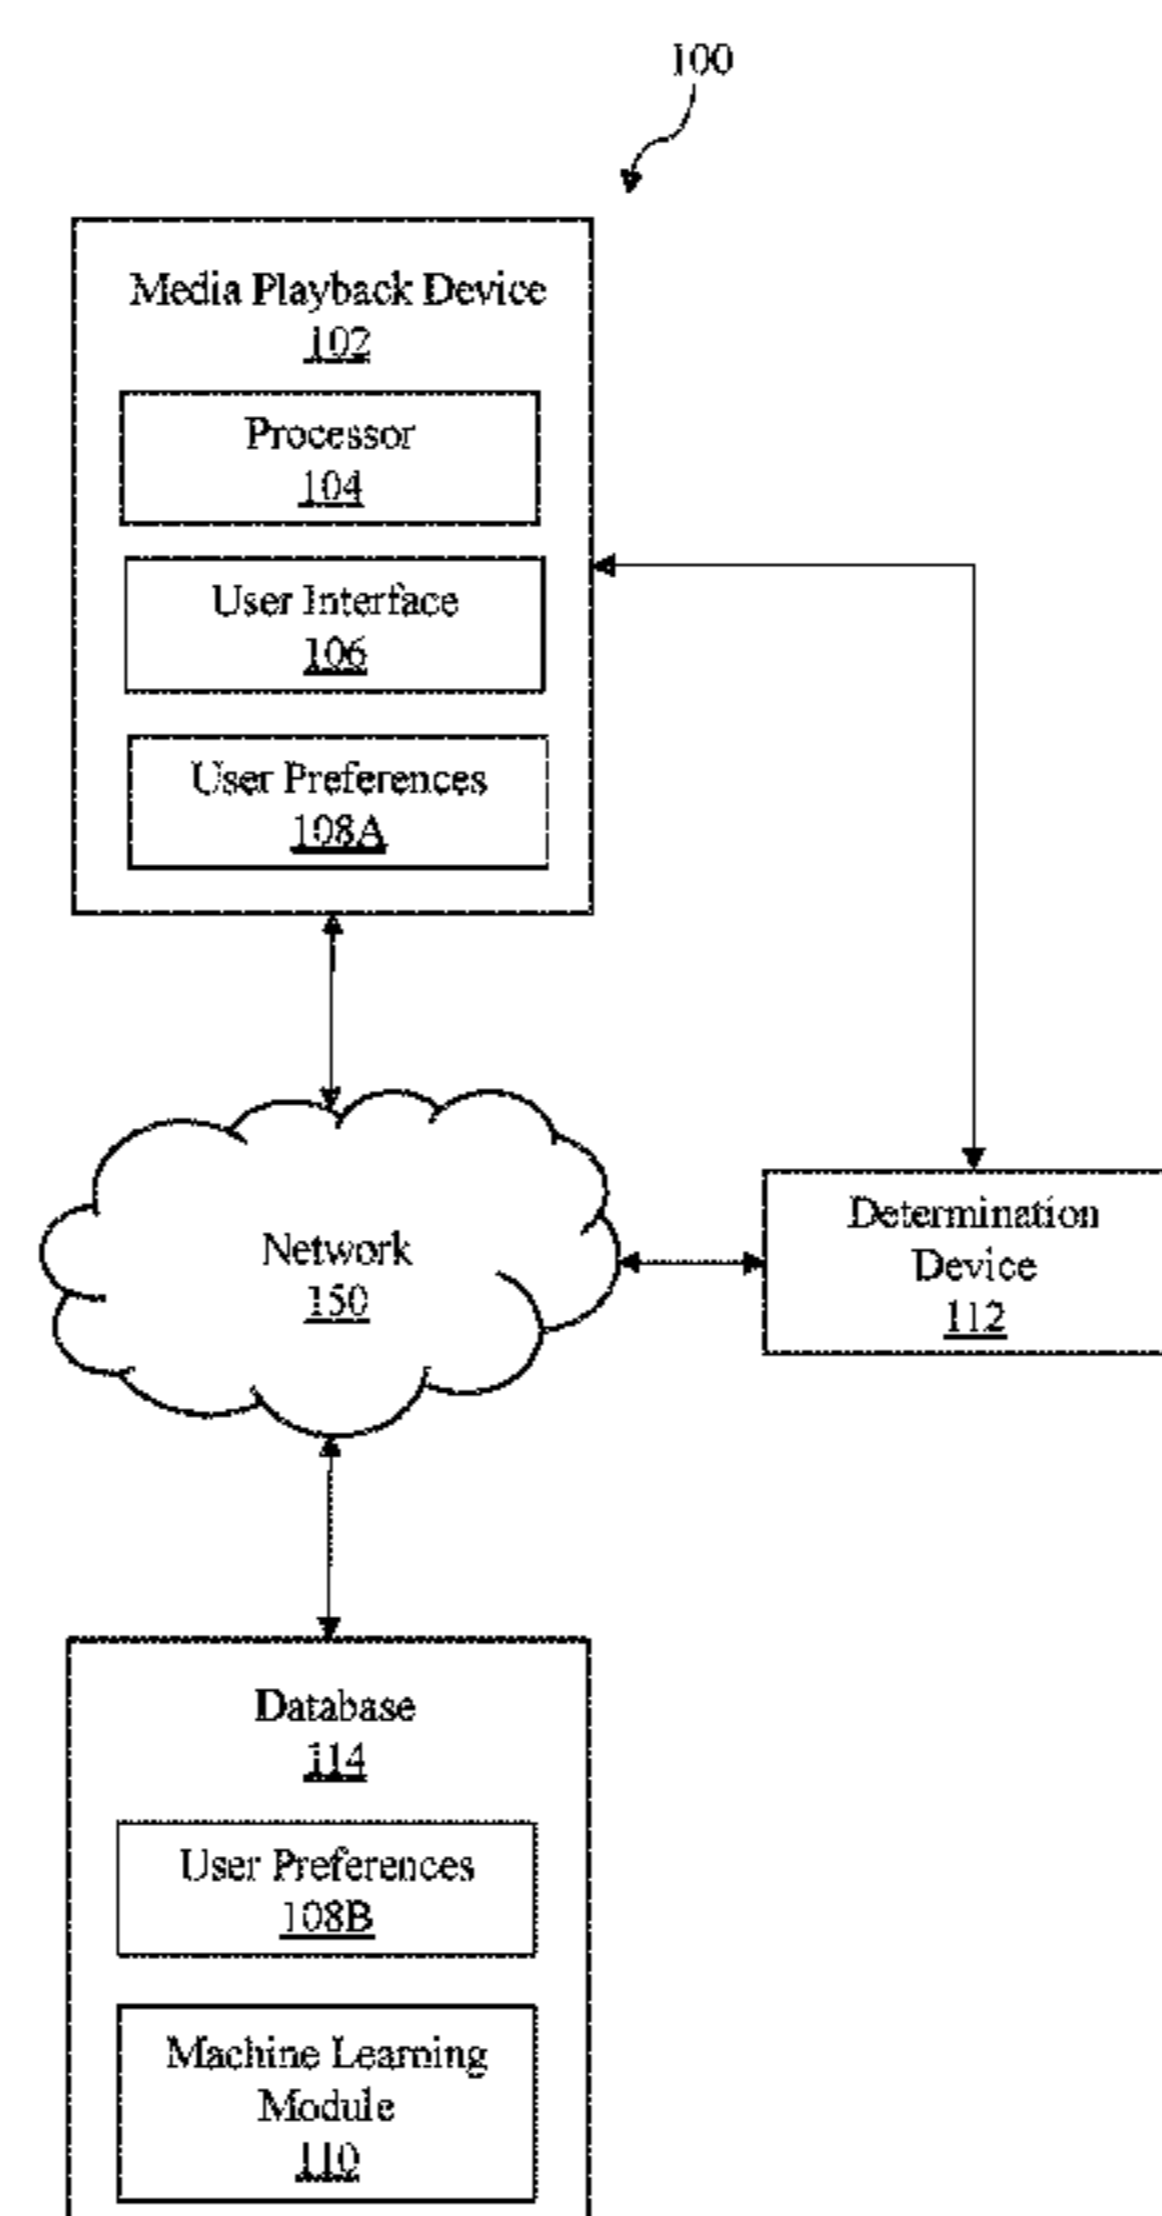 100
Media Playback Device
102
Processor
104
User Interface
106
User Preferences
108A
Network
150
Determination
Device
112
Database
114
User Preferences
108B
Machine Learning
Module
110